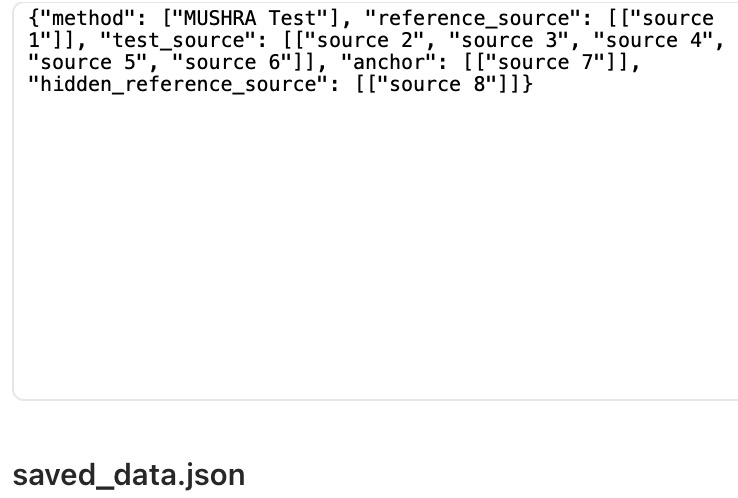 {"method": ["MUSHRA Test"], "reference_source": [["source
1"]], "test_source": [["source 2", "source 3", "source 4",
"source 5", "source 6"]], "anchor": [["source 7"]],
"hidden_reference_source": [["source 8"]]}
saved_data.json